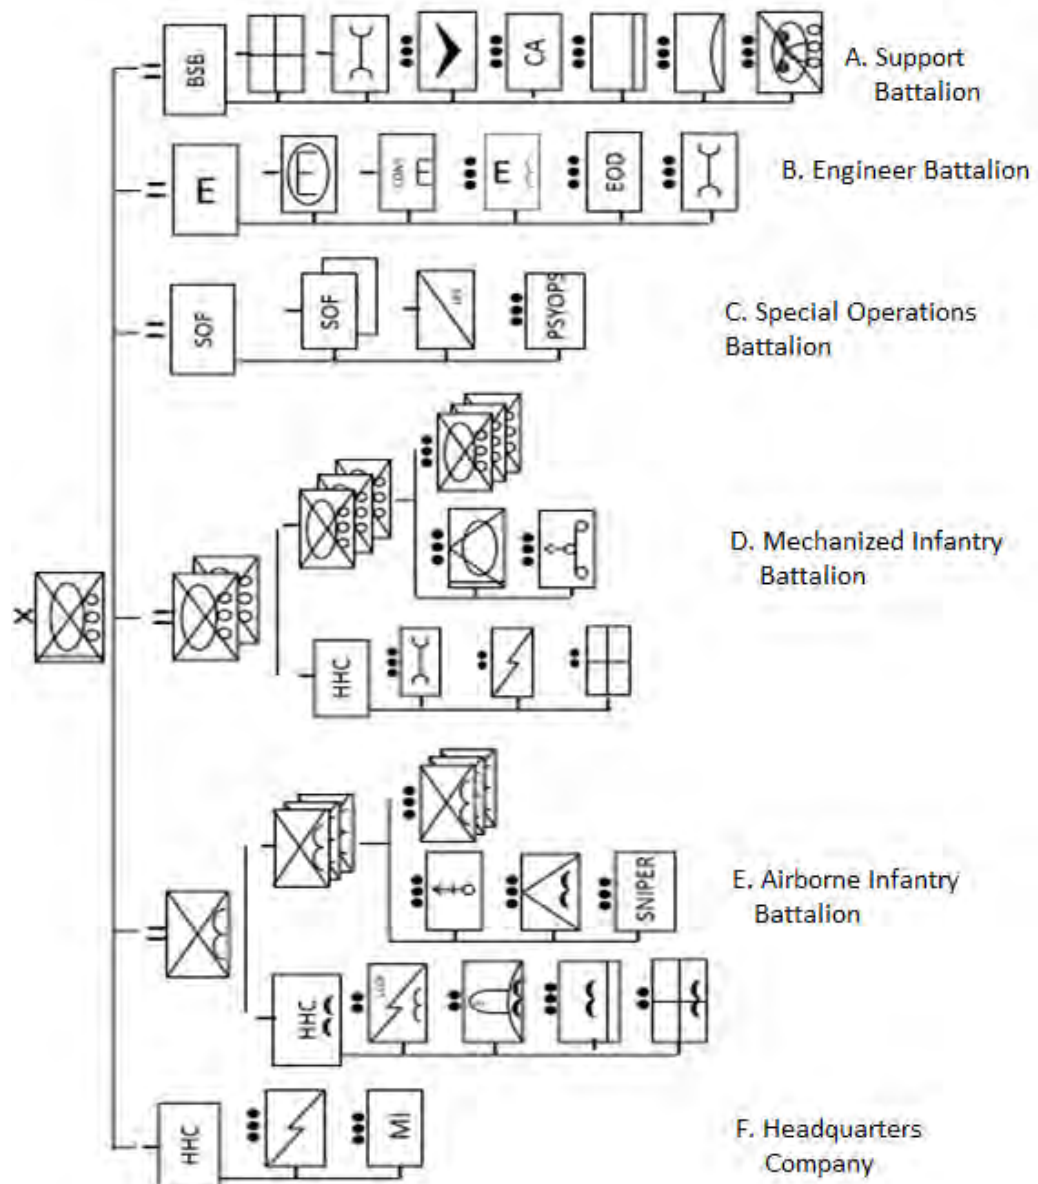 BSB
CA
A. Support
Battalion
E
CONT
E
E
EOD
B. Engineer Battalion
SOF
SOF
PSYOPS
C. Special Operations
Battalion
X
D. Mechanized Infantry
Battalion
HHC
SNIPER
E. Airborne Infantry
Battalion
HHC
HHC
MI
F. Headquarters
Company